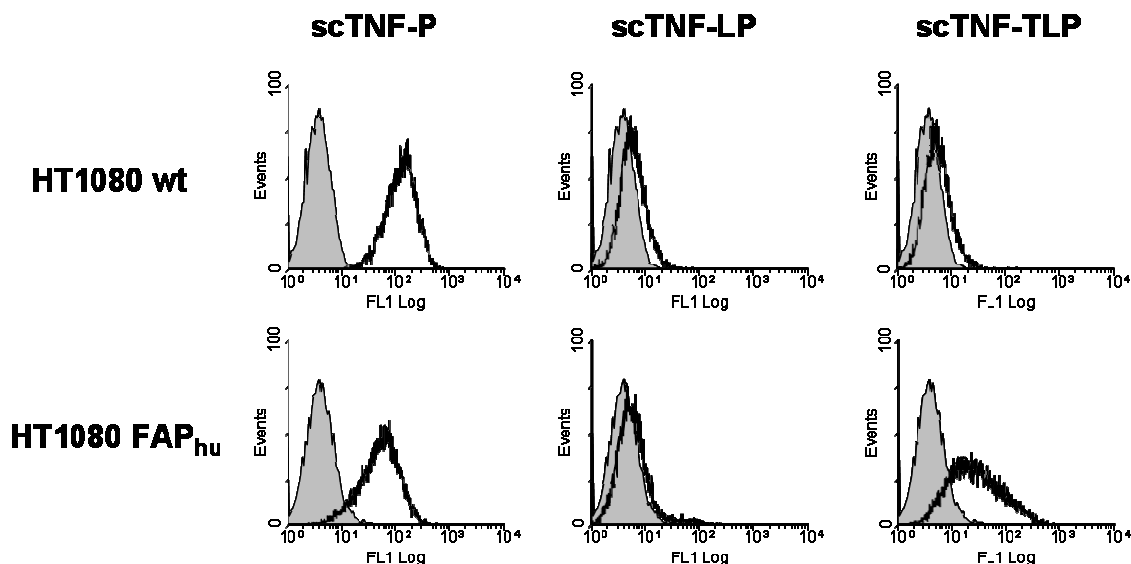 scTNF-P scTNF-LP scTNF-TLP
HT1080 wt
100 100 100
Events Events Events
0 0 0
10⁰ 10¹ 10² 10³ 10⁴ 10⁰ 10¹ 10² 10³ 10⁴ 10⁰ 10¹ 10² 10³ 10⁴
FL1 Log FL1 Log F_1 Log
HT1080 FAPhu
100 100 100
Events Events Events
0 0 0
10⁰ 10¹ 10² 10³ 10⁴ 10⁰ 10¹ 10² 10³ 10⁴ 10⁰ 10¹ 10² 10³ 10⁴
FL1 Log FL1 Log F_1 Log